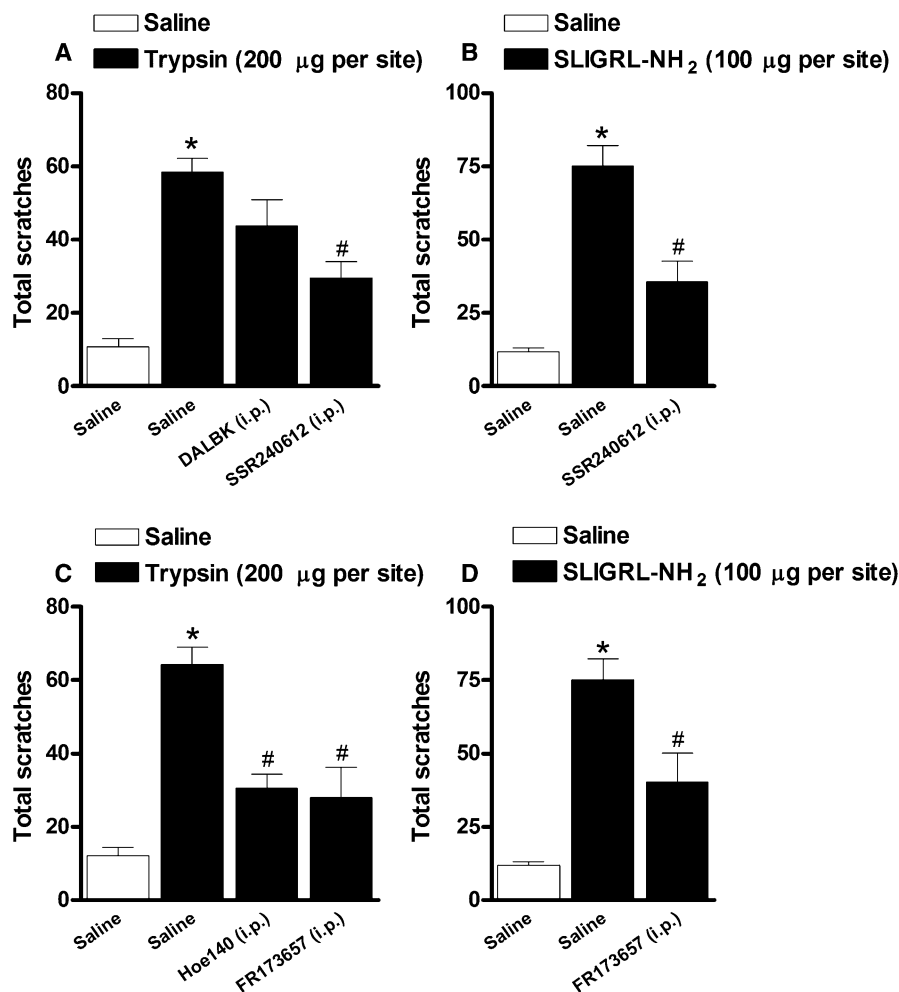 Saline
A Trypsin (200 μg per site)
Total scratches
80
60
40
20
0
*
#
Saline
Saline
DALBK (i.p.)
SSR240612 (i.p.)
Saline
B SLIGRL-NH2 (100 μg per site)
Total scratches
100
75
50
25
0
*
#
Saline
Saline
SSR240612 (i.p.)
Saline
C Trypsin (200 μg per site)
Total scratches
80
60
40
20
0
*
#
#
Saline
Saline
Hoe140 (i.p.)
FR173657 (i.p.)
Saline
D SLIGRL-NH2 (100 μg per site)
Total scratches
100
75
50
25
0
*
#
Saline
Saline
FR173657 (i.p.)